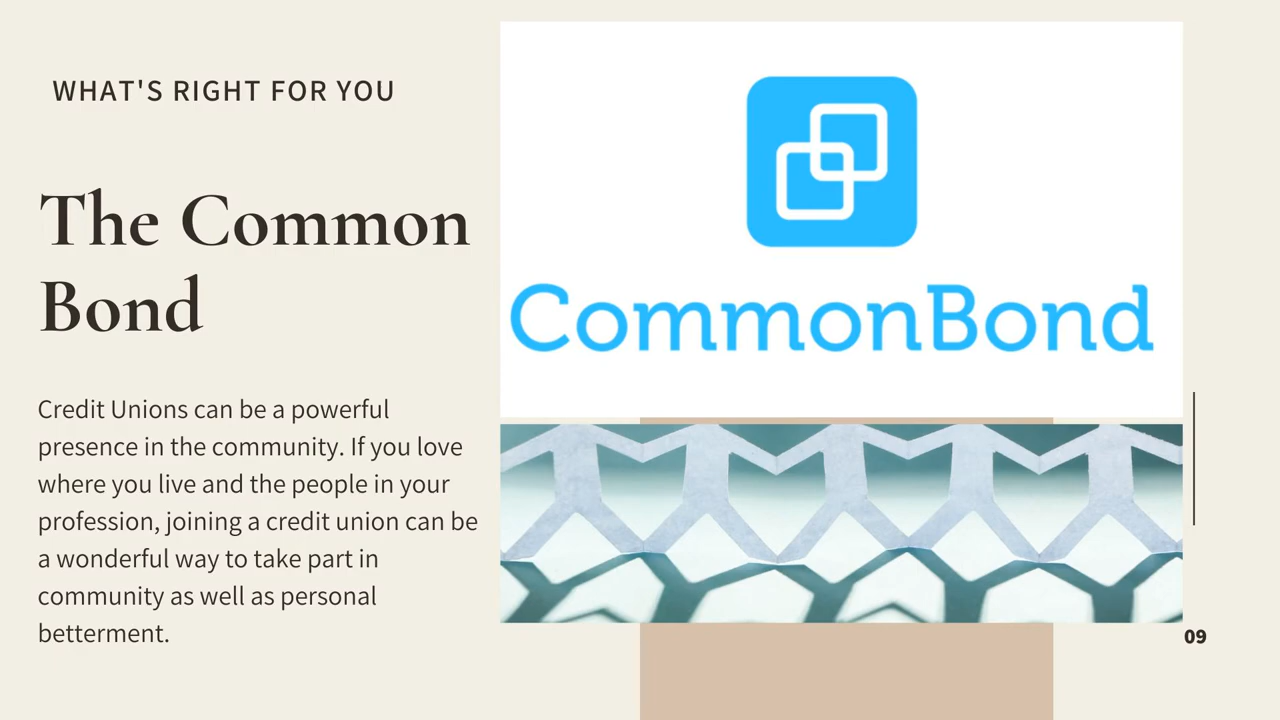 WHAT'S RIGHT FOR YOU
The Common
Bond
Credit Unions can be a powerful
presence in the community. If you love
where you live and the people in your
profession, joining a credit union can be
a wonderful way to take part in
community as well as personal
betterment.
CommonBond
09